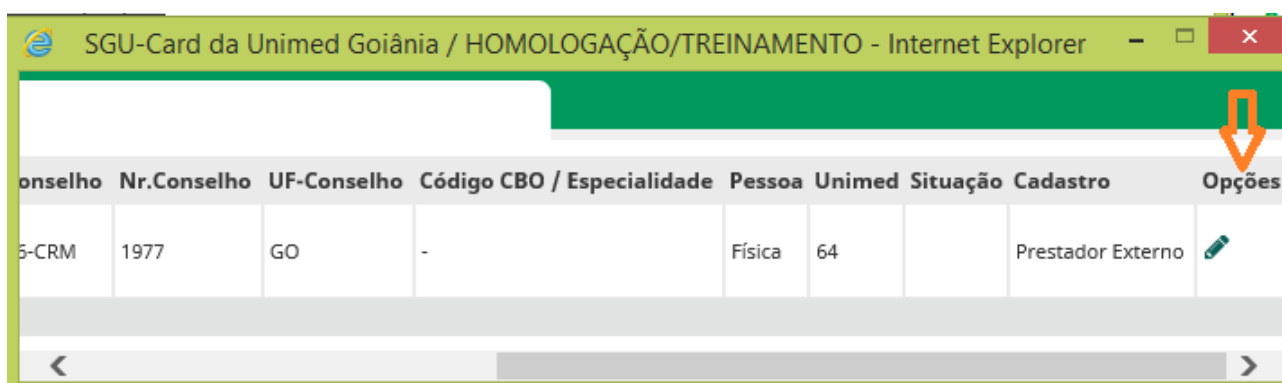 SGU-Card da Unimed Goiânia / HOMOLOGAÇÃO/TREINAMENTO - Internet Explorer
onselho Nr.Conselho UF-Conselho Código CBO / Especialidade Pessoa Unimed Situação Cadastro Opções
6-CRM 1977 GO - Física 64 Prestador Externo